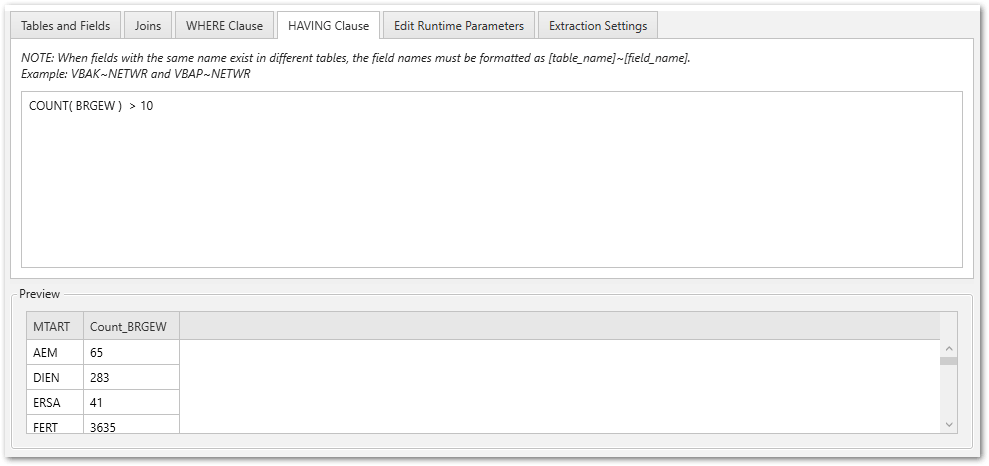 Tables and Fields Joins WHERE Clause HAVING Clause Edit Runtime Parameters Extraction Settings
NOTE: When fields with the same name exist in different tables, the field names must be formatted as [table_name]~[field_name].
Example: VBAK~NETWR and VBAP~NETWR
COUNT( BRGEW )  > 10
Preview
MTART Count_BRGEW
AEM 65
DIEN 283
ERSA 41
FERT 3635